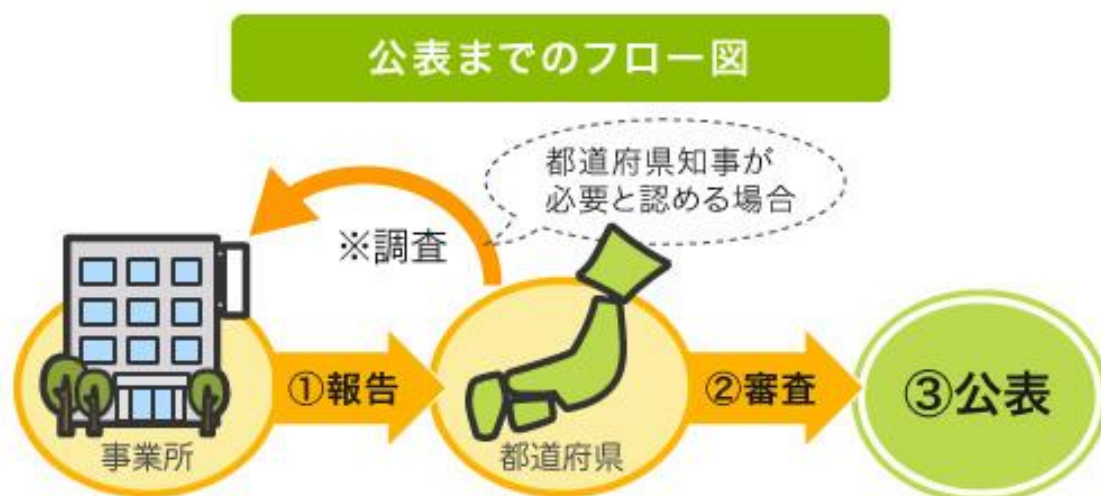 公表までのフロー図
都道府県知事が
必要と認める場合
※調査
①報告
②審査
③公表
事業所
都道府県